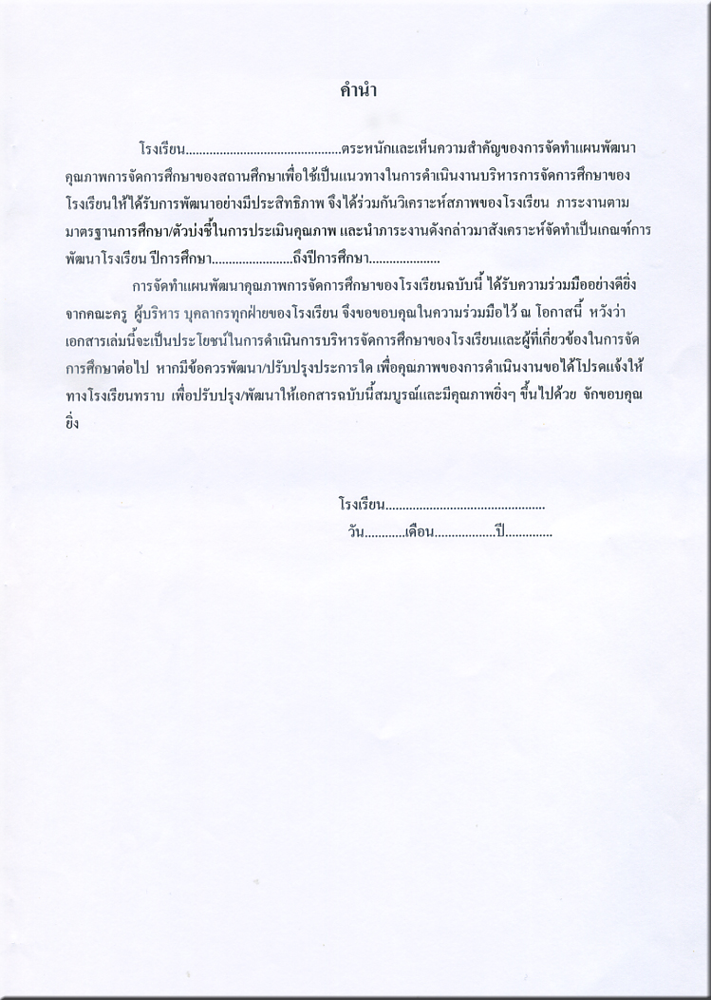 คำนำ
โรงเรียน..............................................ตระหนักและเห็นความสำคัญของการจัดทำแผนพัฒนา
คุณภาพการจัดการศึกษาของสถานศึกษาเพื่อใช้เป็นแนวทางในการดำเนินงานบริหารการจัดการศึกษาของ
โรงเรียนให้ได้รับการพัฒนาอย่างมีประสิทธิภาพ จึงได้ร่วมกันวิเคราะห์สภาพของโรงเรียน ภาระงานตาม
มาตรฐานการศึกษา/ตัวบ่งชี้ในการประเมินคุณภาพ และนำภาระงานดังกล่าวมาสังเคราะห์จัดทำเป็นเกณฑ์การ
พัฒนาโรงเรียน ปีการศึกษา........................ถึงปีการศึกษา.....................
การจัดทำแผนพัฒนาคุณภาพการจัดการศึกษาของโรงเรียนฉบับนี้ ได้รับความร่วมมืออย่างดียิ่ง
จากคณะครู ผู้บริหาร บุคลากรทุกฝ่ายของโรงเรียน จึงขอขอบคุณในความร่วมมือไว้ ณ โอกาสนี้ หวังว่า
เอกสารเล่มนี้จะเป็นประโยชน์ในการดำเนินการบริหารจัดการศึกษาของโรงเรียนและผู้ที่เกี่ยวข้องในการจัด
การศึกษาต่อไป หากมีข้อควรพัฒนา/ปรับปรุงประการใด เพื่อคุณภาพของการดำเนินงานขอได้โปรดแจ้งให้
ทางโรงเรียนทราบ เพื่อปรับปรุง/พัฒนาให้เอกสารฉบับนี้สมบูรณ์และมีคุณภาพยิ่งๆ ขึ้นไปด้วย จักขอบคุณ
ยิ่ง
โรงเรียน...............................................
วัน............เดือน..................ปี..............